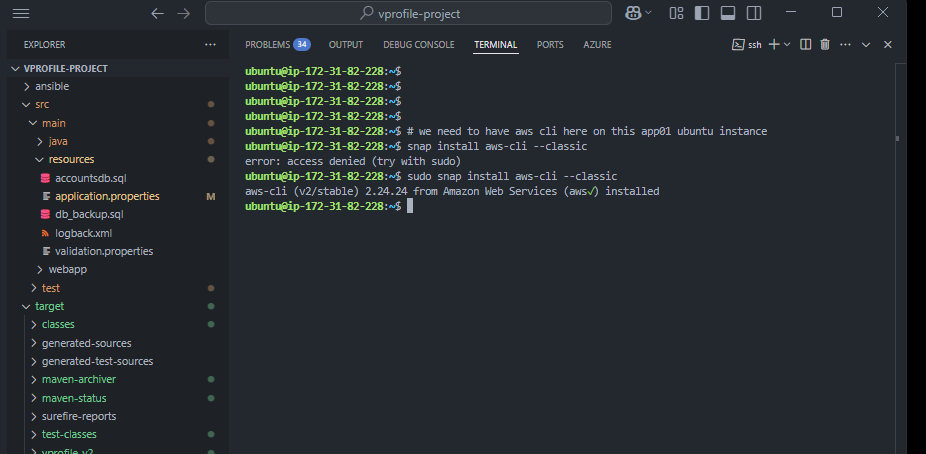 vprofile-project
EXPLORER
PROBLEMS 34 OUTPUT DEBUG CONSOLE TERMINAL PORTS AZURE
ssh
VPROFILE-PROJECT
ansible
src
main
java
resources
accountsdb.sql
application.properties M
db_backup.sql
logback.xml
validation.properties
webapp
test
target
classes
generated-sources
generated-test-sources
maven-archiver
maven-status
surefire-reports
test-classes
vprofile-v2
ubuntu@ip-172-31-82-228:~$
ubuntu@ip-172-31-82-228:~$
ubuntu@ip-172-31-82-228:~$
ubuntu@ip-172-31-82-228:~$
ubuntu@ip-172-31-82-228:~$ # we need to have aws cli here on this app01 ubuntu instance
ubuntu@ip-172-31-82-228:~$ snap install aws-cli --classic
error: access denied (try with sudo)
ubuntu@ip-172-31-82-228:~$ sudo snap install aws-cli --classic
aws-cli (v2/stable) 2.24.24 from Amazon Web Services (aws✓) installed
ubuntu@ip-172-31-82-228:~$